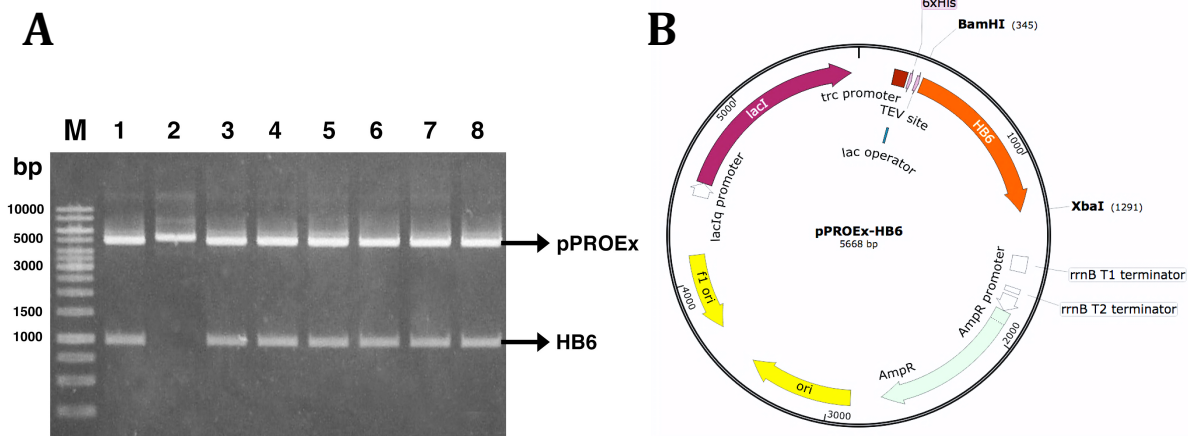 A
M 1 2 3 4 5 6 7 8
bp
10000
5000
3000
1500
1000
pPROEx
HB6
B
6xHis
BamHI (345)
trc promoter
TEV site
lac operator
lacI
lacIq promoter
HB6
XbaI (1291)
pPROEx-HB6
5668 bp
rrnB T1 terminator
rrnB T2 terminator
AmpR promoter
AmpR
ori
f1 ori
1000
2000
3000
4000
5000